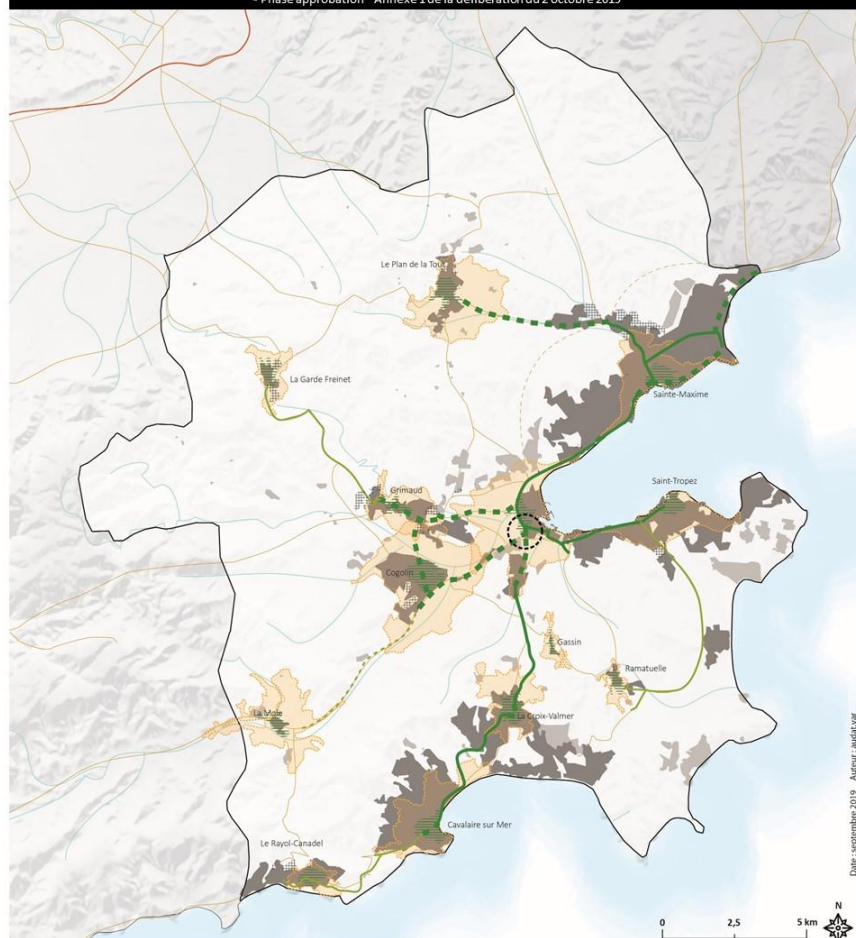 - Phase approbation - Annexe 1 de la délibération du 2 octobre 2019
Le Plan de la Tour
La Garde Freinet
Sainte-Maxime
Grimaud
Saint-Tropez
Cogolin
Gassin
Ramatuelle
La Mole
La Croix-Valmer
Cavalaire sur Mer
Le Rayol-Canadel
Date : septembre 2019 Auteur : audat.var
N
0 2,5 5 km